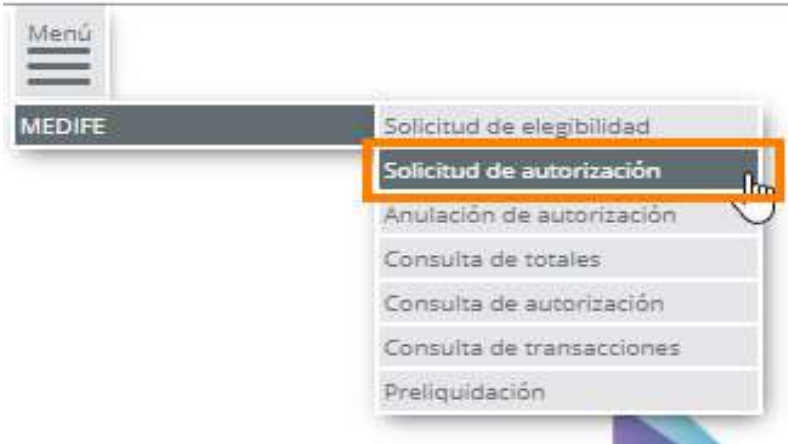 Menú
MEDIFE
Solicitud de elegibilidad
Solicitud de autorización
Anulación de autorización
Consulta de totales
Consulta de autorización
Consulta de transacciones
Preliquidación